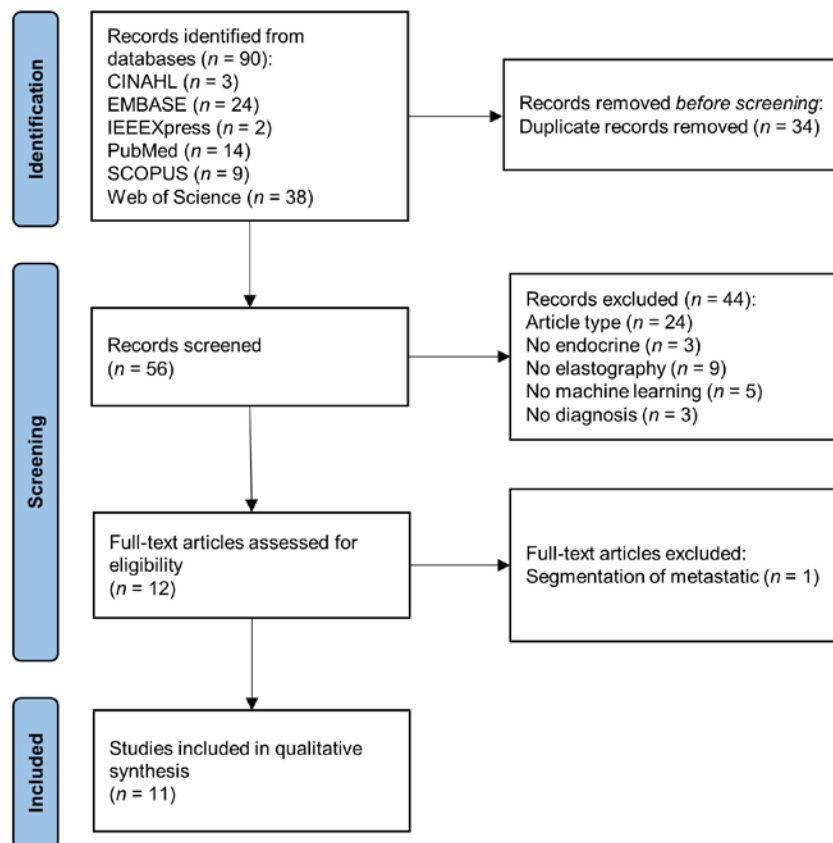 Identification
Records identified from
databases (n = 90):
CINAHL (n = 3)
EMBASE (n = 24)
IEEEXpress (n = 2)
PubMed (n = 14)
SCOPUS (n = 9)
Web of Science (n = 38)
Records removed before screening:
Duplicate records removed (n = 34)
Screening
Records screened
(n = 56)
Records excluded (n = 44):
Article type (n = 24)
No endocrine (n = 3)
No elastography (n = 9)
No machine learning (n = 5)
No diagnosis (n = 3)
Full-text articles assessed for
eligibility
(n = 12)
Full-text articles excluded:
Segmentation of metastatic (n = 1)
Included
Studies included in qualitative
synthesis
(n = 11)